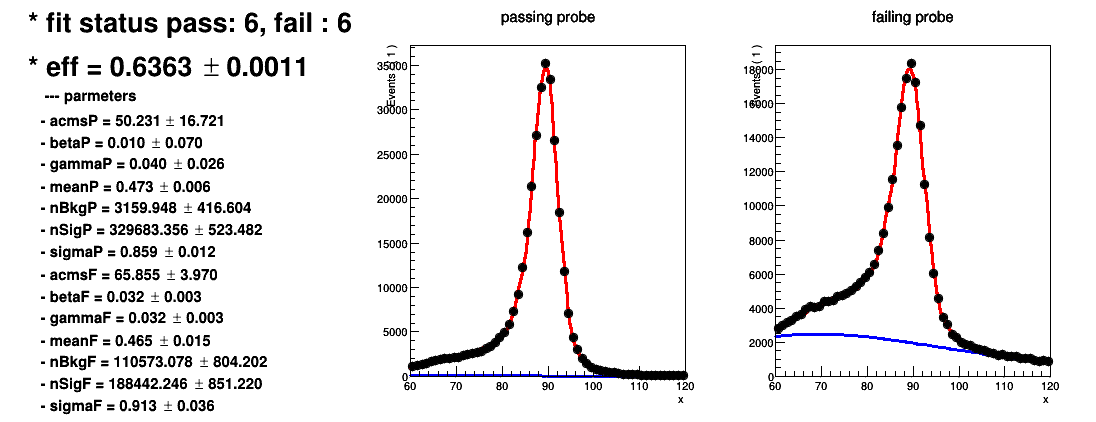 * fit status pass: 6, fail : 6
* eff = 0.6363 ± 0.0011
--- parmeters
- acmsP = 50.231 ± 16.721
- betaP = 0.010 ± 0.070
- gammaP = 0.040 ± 0.026
- meanP = 0.473 ± 0.006
- nBkgP = 3159.948 ± 416.604
- nSigP = 329683.356 ± 523.482
- sigmaP = 0.859 ± 0.012
- acmsF = 65.855 ± 3.970
- betaF = 0.032 ± 0.003
- gammaF = 0.032 ± 0.003
- meanF = 0.465 ± 0.015
- nBkgF = 110573.078 ± 804.202
- nSigF = 188442.246 ± 851.220
- sigmaF = 0.913 ± 0.036
passing probe
Events / ( 1 )
35000
30000
25000
20000
15000
10000
5000
0
60 70 80 90 100 110 120
x
failing probe
Events / ( 1 )
18000
16000
14000
12000
10000
8000
6000
4000
2000
0
60 70 80 90 100 110 120
x